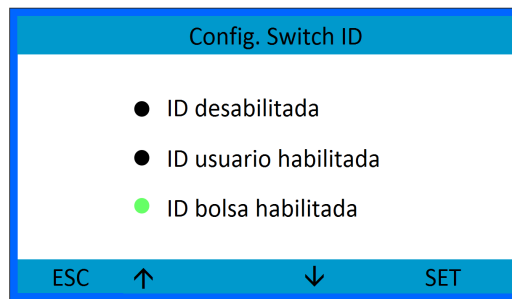 Config. Switch ID
ID desabilitada
ID usuario habilitada
ID bolsa habilitada
ESC ↑ ↓ SET